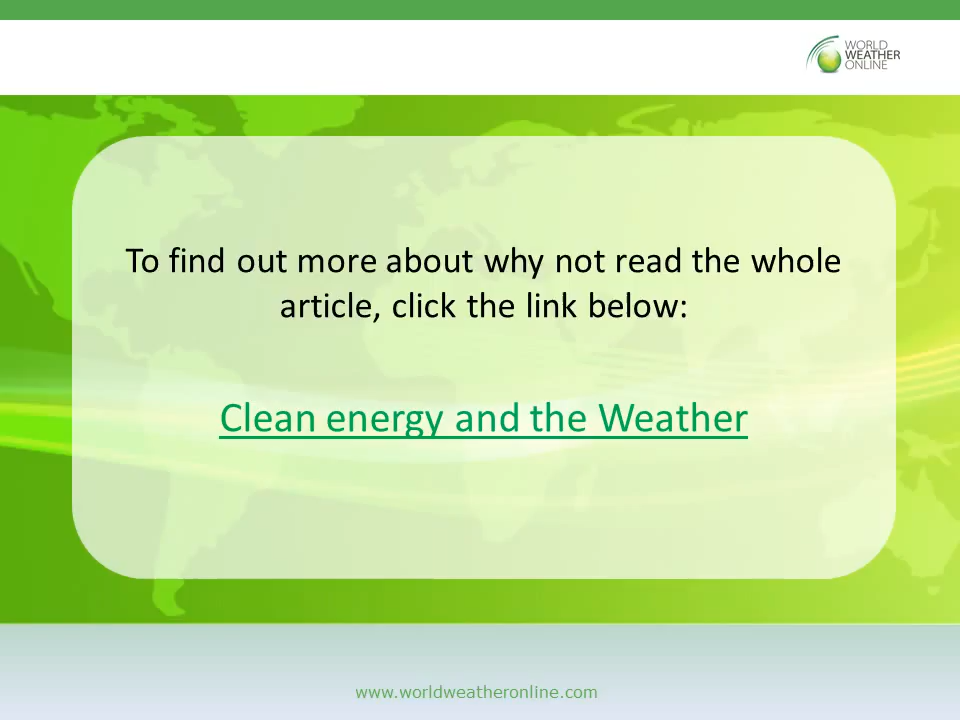 WORLD
WEATHER
ONLINE
To find out more about why not read the whole
article, click the link below:
Clean energy and the Weather
www.worldweatheronline.com